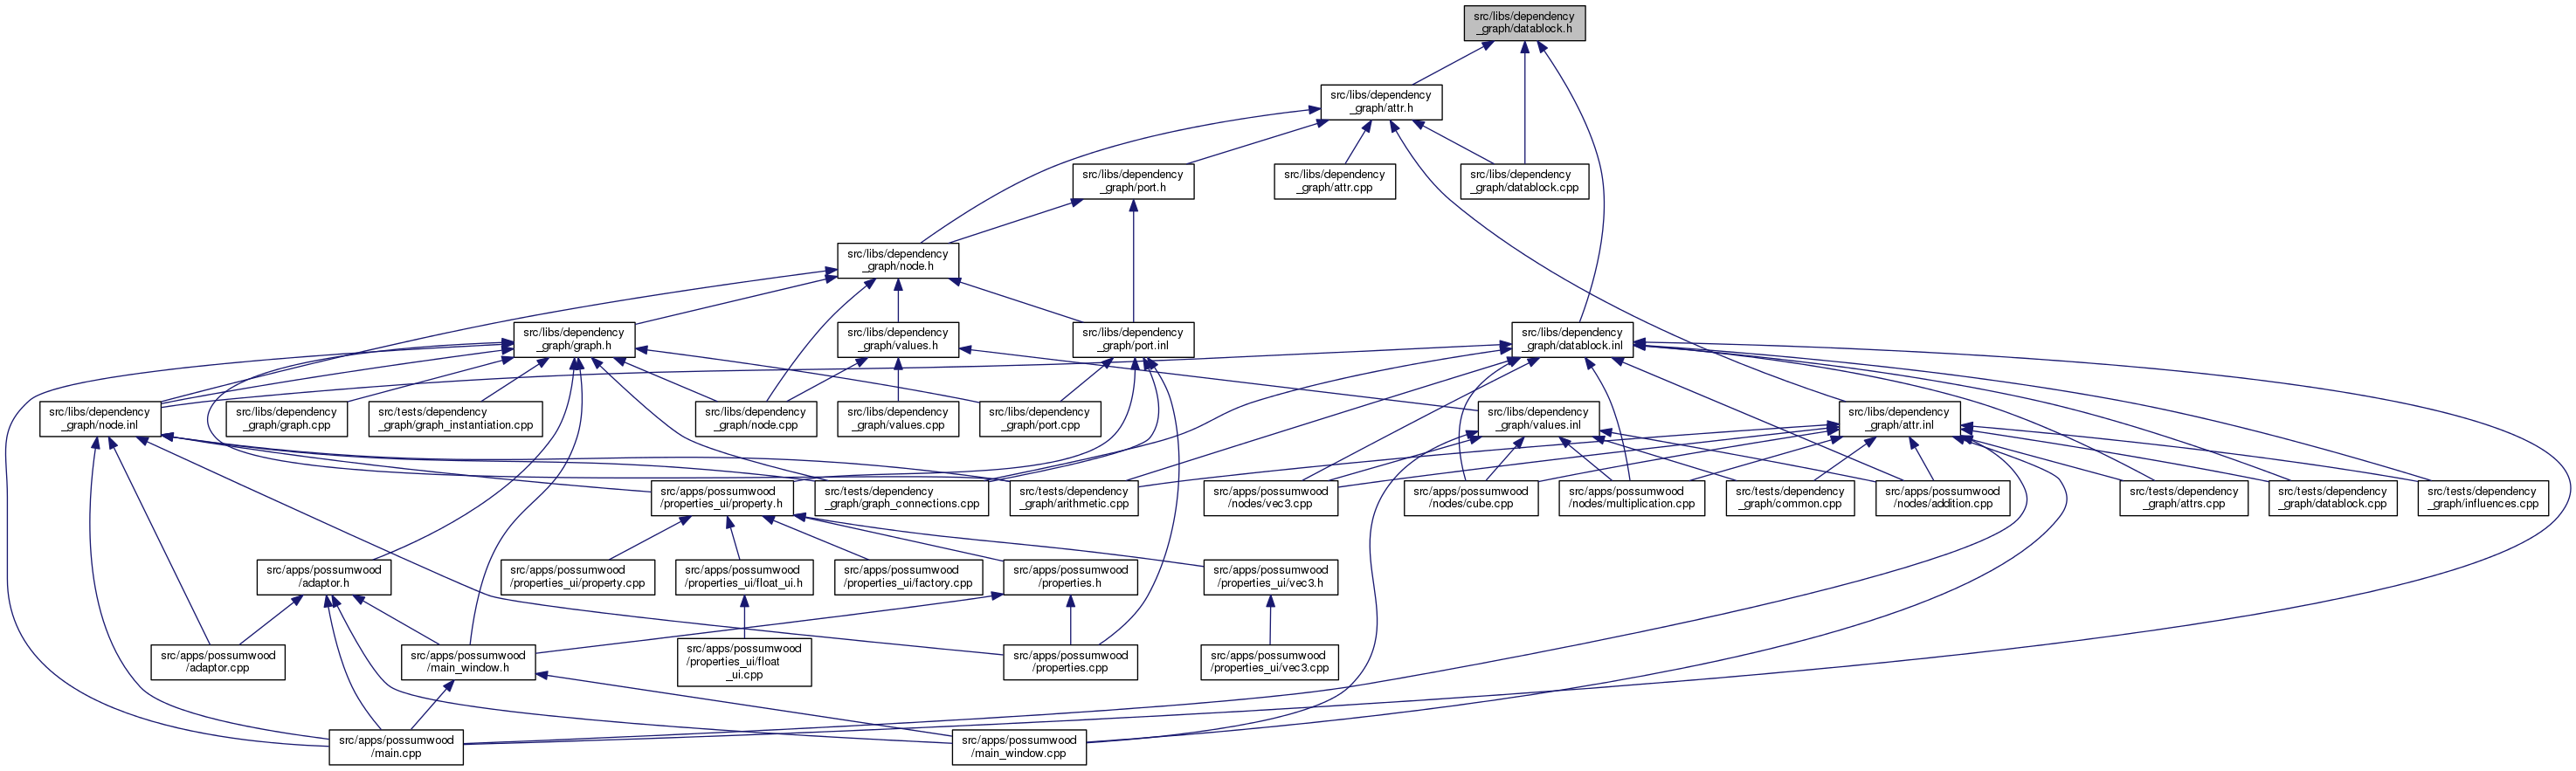 src/libs/dependency
_graph/datablock.h
src/libs/dependency
_graph/attr.h
src/libs/dependency
_graph/port.h
src/libs/dependency
_graph/attr.cpp
src/libs/dependency
_graph/datablock.cpp
src/libs/dependency
_graph/node.h
src/libs/dependency
_graph/graph.h
src/libs/dependency
_graph/values.h
src/libs/dependency
_graph/port.inl
src/libs/dependency
_graph/datablock.inl
src/libs/dependency
_graph/node.inl
src/libs/dependency
_graph/graph.cpp
src/tests/dependency
_graph/graph_instantiation.cpp
src/libs/dependency
_graph/node.cpp
src/libs/dependency
_graph/values.cpp
src/libs/dependency
_graph/port.cpp
src/libs/dependency
_graph/values.inl
src/libs/dependency
_graph/attr.inl
src/apps/possumwood
/properties_ui/property.h
src/tests/dependency
_graph/graph_connections.cpp
src/tests/dependency
_graph/arithmetic.cpp
src/apps/possumwood
/nodes/vec3.cpp
src/apps/possumwood
/nodes/cube.cpp
src/apps/possumwood
/nodes/multiplication.cpp
src/tests/dependency
_graph/common.cpp
src/apps/possumwood
/nodes/addition.cpp
src/tests/dependency
_graph/attrs.cpp
src/tests/dependency
_graph/datablock.cpp
src/tests/dependency
_graph/influences.cpp
src/apps/possumwood
/adaptor.h
src/apps/possumwood
/properties_ui/property.cpp
src/apps/possumwood
/properties_ui/float_ui.h
src/apps/possumwood
/properties_ui/factory.cpp
src/apps/possumwood
/properties.h
src/apps/possumwood
/properties_ui/vec3.h
src/apps/possumwood
/adaptor.cpp
src/apps/possumwood
/main_window.h
src/apps/possumwood
/properties_ui/float
_ui.cpp
src/apps/possumwood
/properties.cpp
src/apps/possumwood
/properties_ui/vec3.cpp
src/apps/possumwood
/main.cpp
src/apps/possumwood
/main_window.cpp